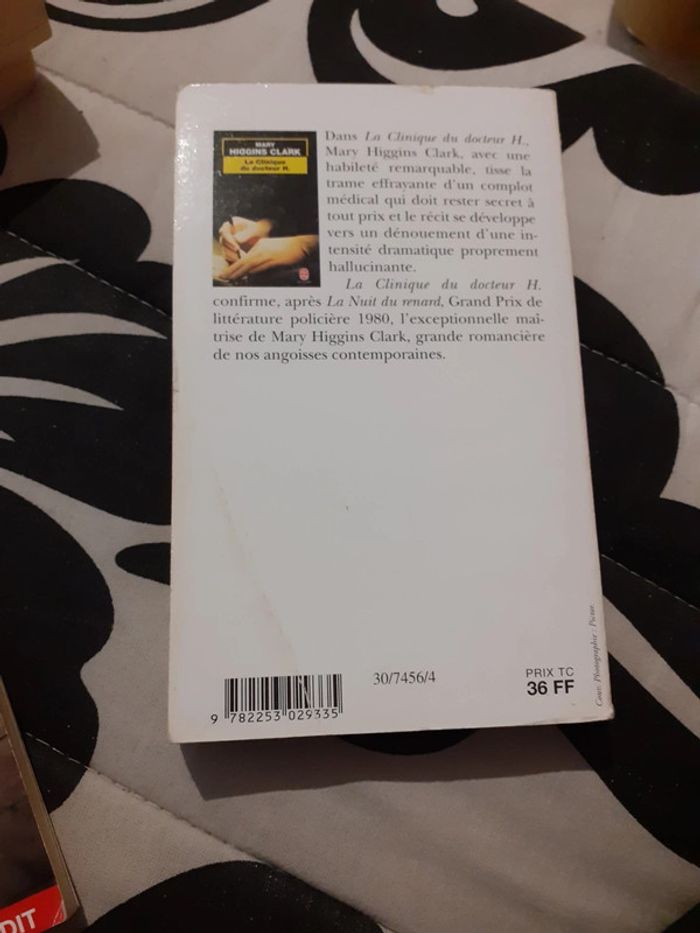 MARY
HIGGINS CLARK
La Clinique
du docteur H.
Dans La Clinique du docteur H.,
Mary Higgins Clark, avec une
habileté remarquable, tisse la
trame effrayante d'un complot
médical qui doit rester secret à
tout prix et le récit se développe
vers un dénouement d'une in-
tensité dramatique proprement
hallucinante.
La Clinique du docteur H.
confirme, après La Nuit du renard, Grand Prix de
littérature policière 1980, l'exceptionnelle maî-
trise de Mary Higgins Clark, grande romancière
de nos angoisses contemporaines.
30/7456/4
PRIX TC
36 FF
9 782253 029335
Couv. Photographie : Pictor.
DIT